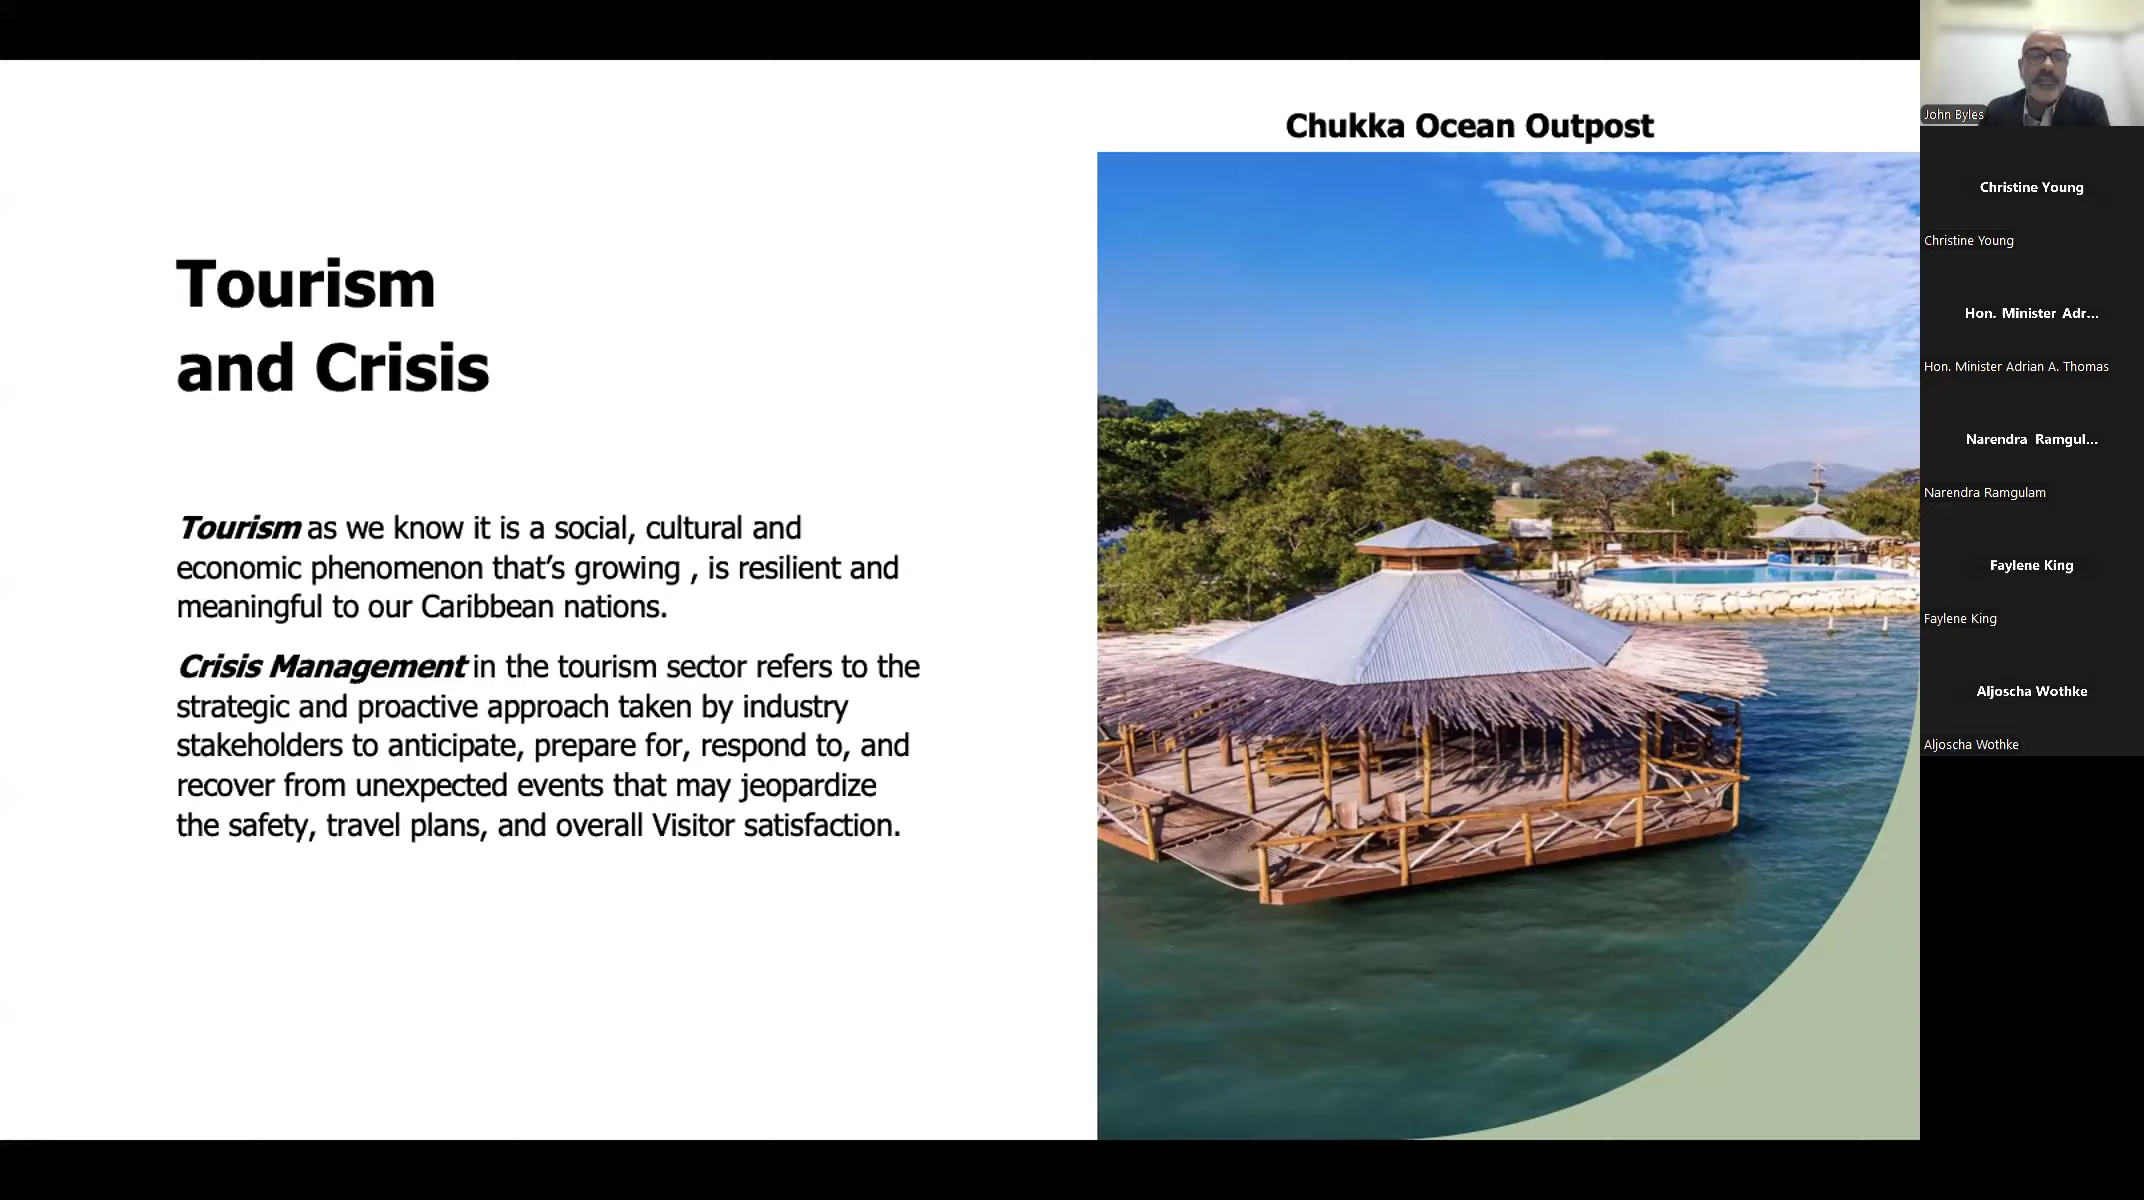 Chukka Ocean Outpost
Tourism
and Crisis
Tourism as we know it is a social, cultural and
economic phenomenon that’s growing , is resilient and
meaningful to our Caribbean nations.
Crisis Management in the tourism sector refers to the
strategic and proactive approach taken by industry
stakeholders to anticipate, prepare for, respond to, and
recover from unexpected events that may jeopardize
the safety, travel plans, and overall Visitor satisfaction.
John Byles
Christine Young
Christine Young
Hon. Minister Adr...
Hon. Minister Adrian A. Thomas
Narendra Ramgul...
Narendra Ramgulam
Faylene King
Faylene King
Aljoscha Wothke
Aljoscha Wothke